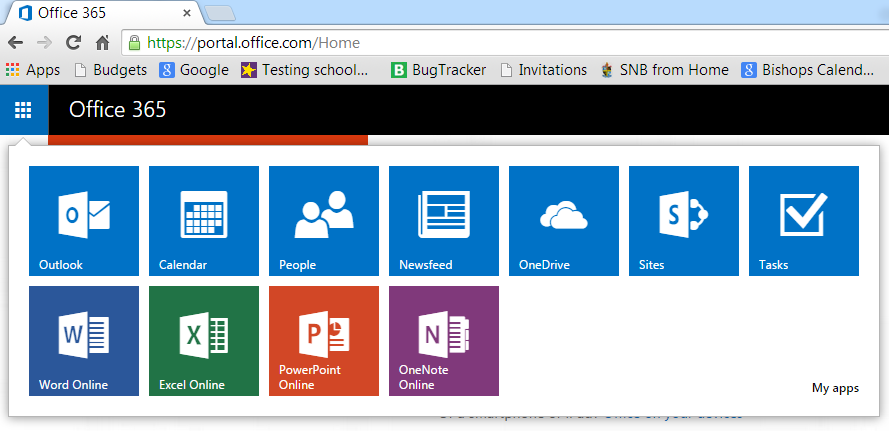 Office 365
https://portal.office.com/Home
Apps Budgets Google Testing school... BugTracker Invitations SNB from Home Bishops Calend...
Office 365
Outlook Calendar People Newsfeed OneDrive Sites Tasks
Word Online Excel Online PowerPoint Online OneNote Online
My apps